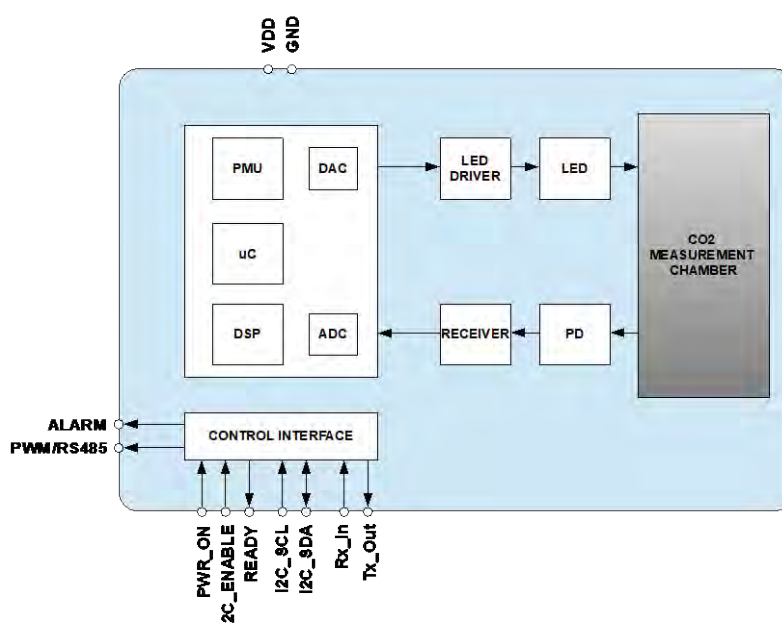 VDD
GND
PMU
DAC
LED
DRIVER
LED
uC
CO2
MEASUREMENT
CHAMBER
DSP
ADC
RECEIVER
PD
ALARM
PWM/RS485
CONTROL INTERFACE
PWR_ON
2C_ENABLE
READY
I2C_SCL
I2C_SDA
Rx_In
Tx_Out